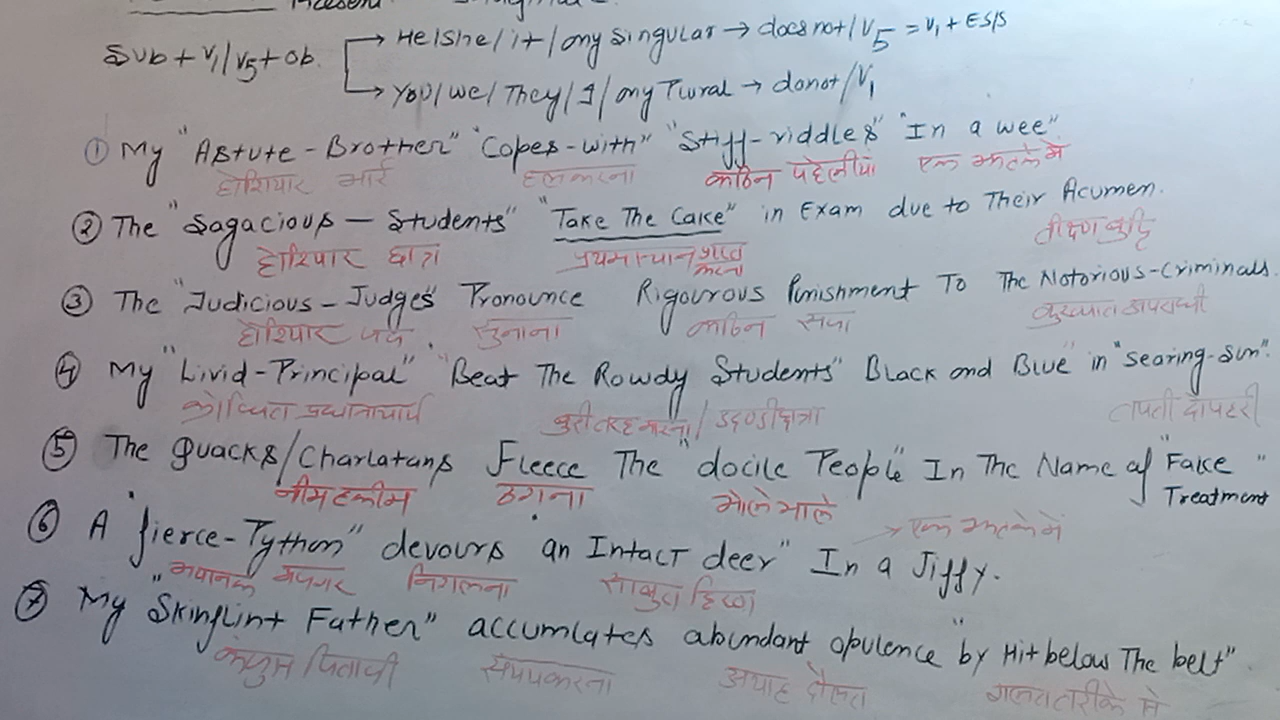 Present
Sub + V1/V5 + ob. → He/she/it/any singular → does not/V5 = V1 + ES/S
→ You/we/They/I/any Plural → donot/V1
① My "Astute-Brother" "Copes-with" "Stiff-riddles" "In a wee"
होशियार भाई हल करना कठिन पहेलीयां एक झटके मे
② The "Sagacious - Students" "Take The Cake" in Exam due to Their Acumen.
होशियार छात्र प्रथम स्थान प्राप्त करना तीक्ष्ण बुद्धि
③ The "Judicious-Judges" Pronounce Rigourous Punishment To The Notorious-Criminals.
होशियार जज सुनाना कठिन सजा कुख्यात अपराधी
④ My "Livid-Principal" "Beat The Rowdy Students" Black and Blue" in "searing-sun".
क्रोधित प्रधानाचार्य बुरी तरह मारना/उद्दण्डी छात्रा तपती दोपहरी
⑤ The Quacks/Charlatans Fleece The "docile People" In The Name of "Fake"
Treatment
नीम हकीम ठगना भोले भाले
⑥ A fierce-Python" devours an Intact deer" In a Jiffy.
→ एक झटके में
भयानक अजगर निगलना साबुत हिरण
⑦ My "Skinflint Father" accumlates abundant opulence "by Hit below The belt".
कंजूस पिताजी संचय करना अथाह दौलत गलत तरीके से